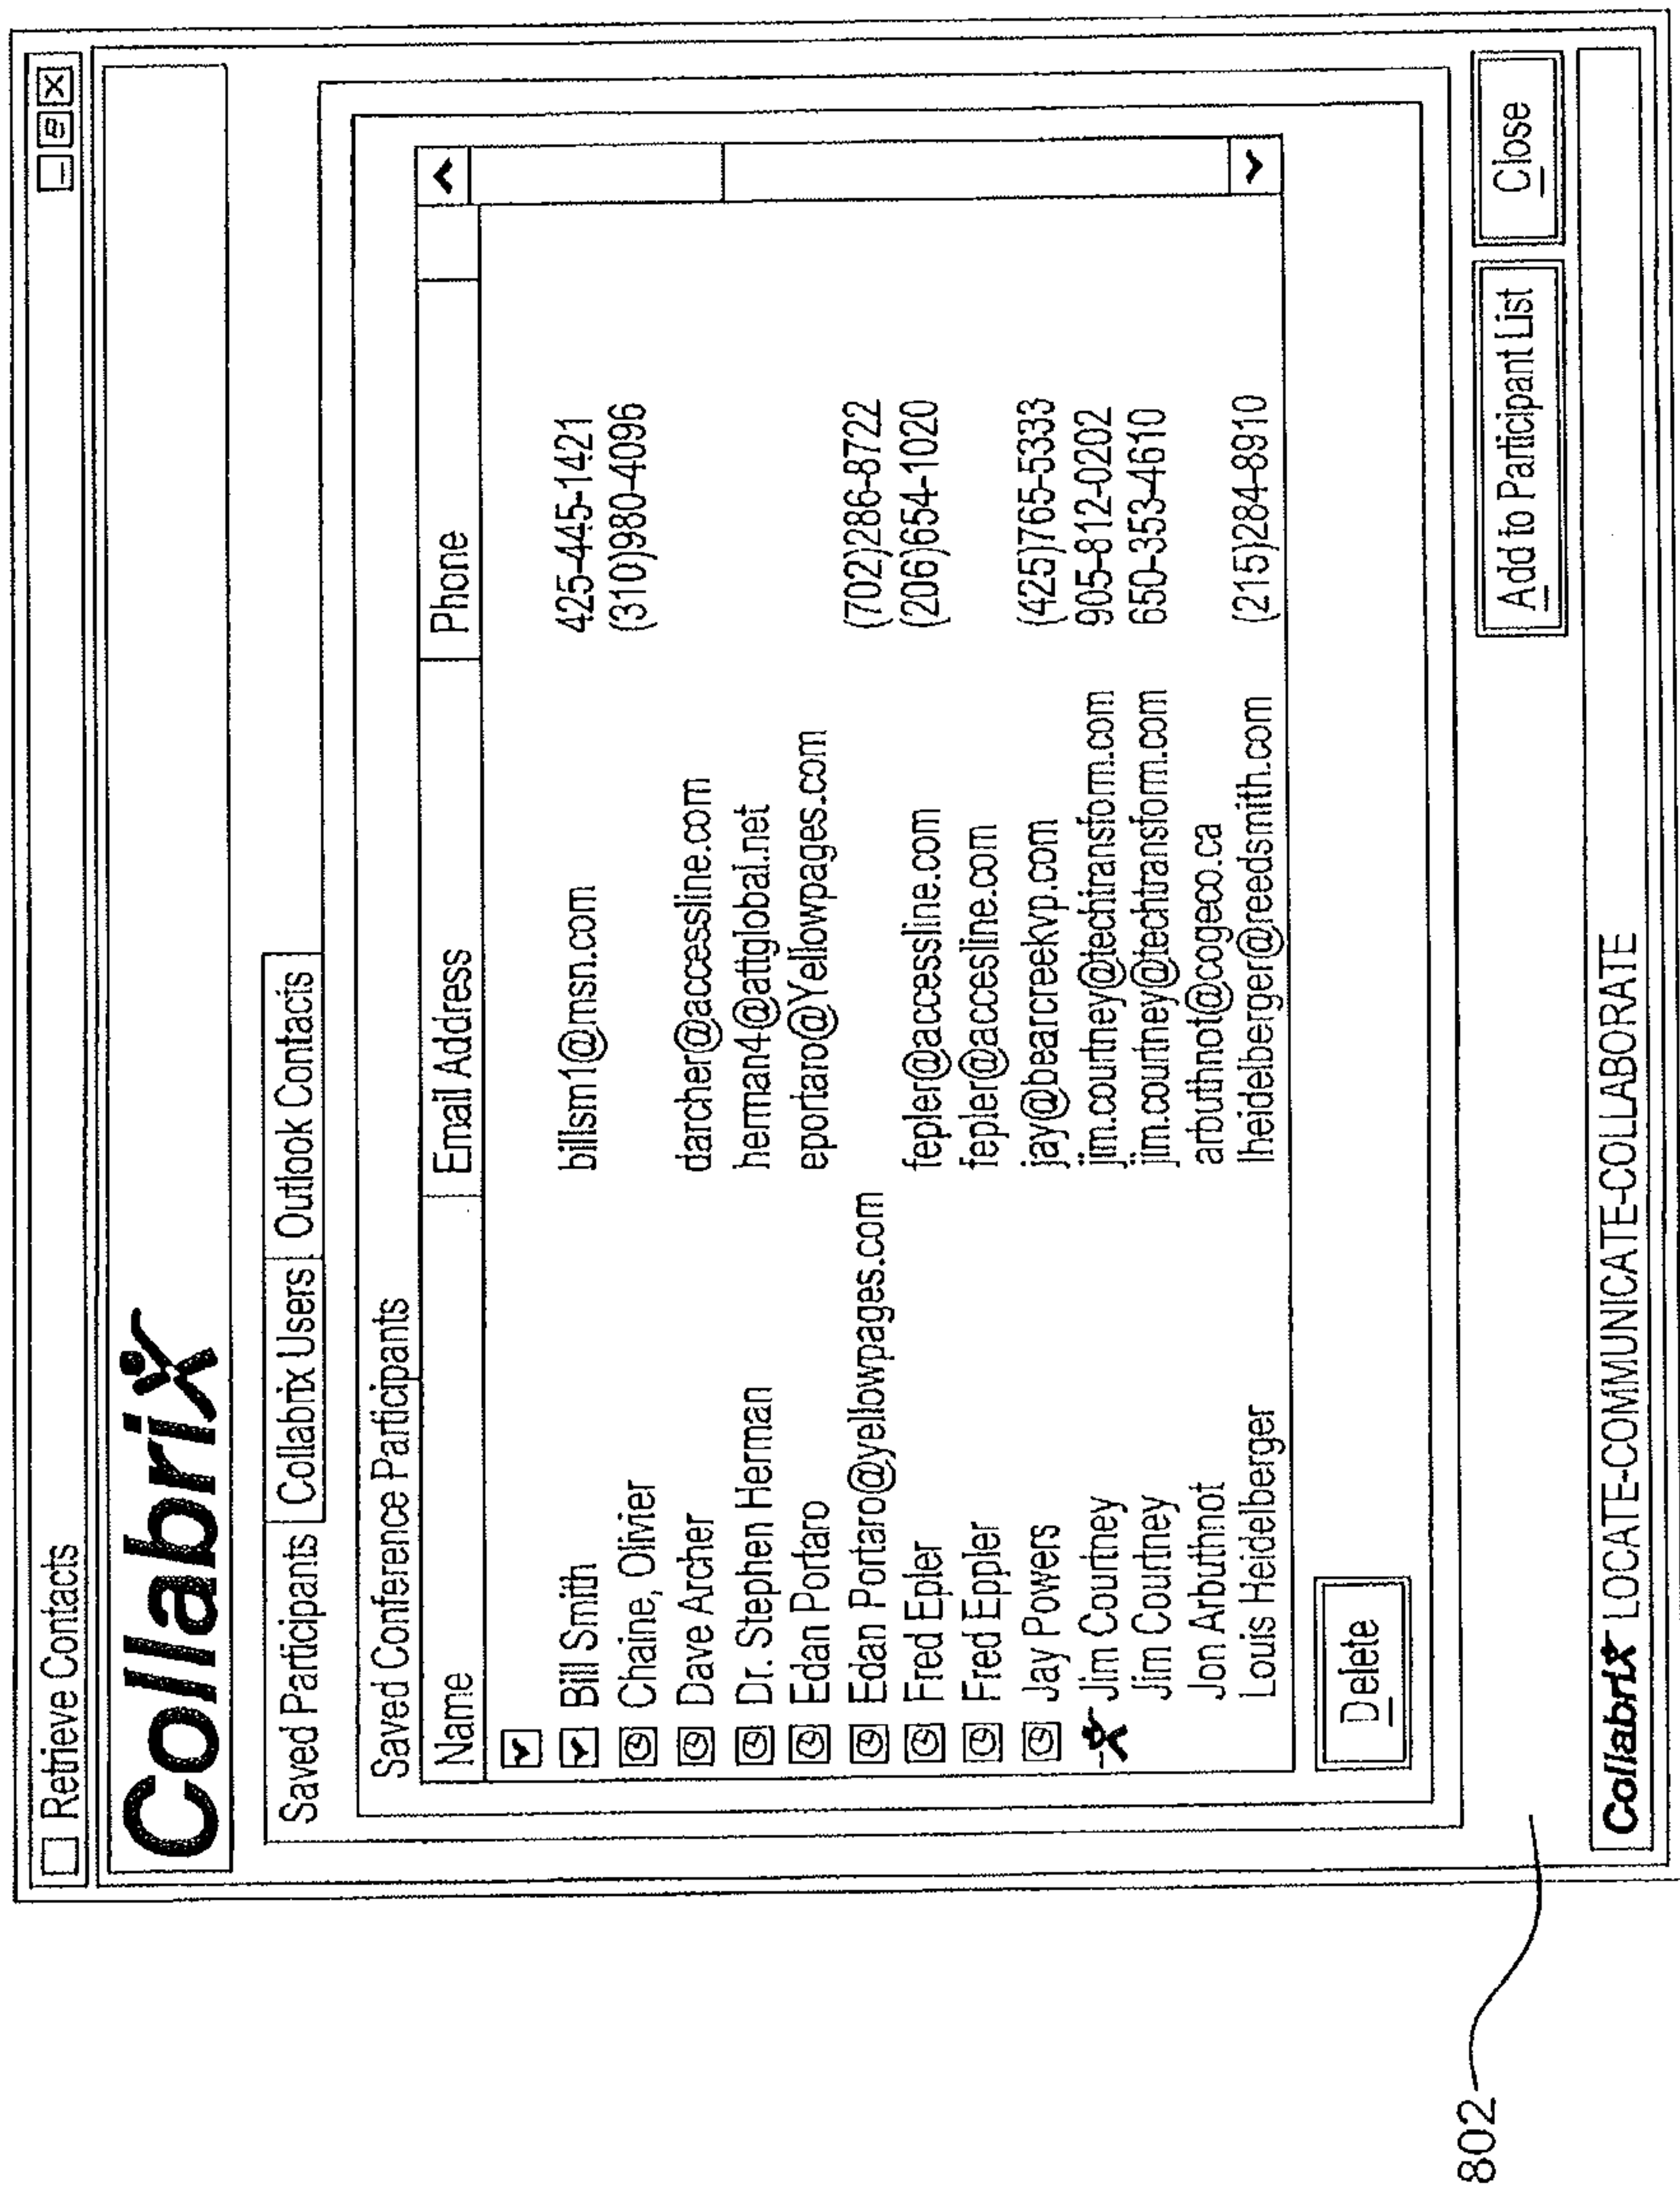 Retrieve Contacts
Collabrix
Saved Participants Collabrix Users Outlook Contacts
Saved Conference Participants
Name Email Address Phone
Bill Smith billsm1@msn.com 425-445-1421
Chaine, Olivier (310)980-4096
Dave Archer darcher@accessline.com
Dr. Stephen Herman herman4@attglobal.net
Edan Portaro eportaro@Yellowpages.com
Edan Portaro@yellowpages.com (702)286-8722
Fred Epler fepler@accessline.com (206)654-1020
Fred Eppler fepler@accesline.com
Jay Powers jay@bearcreekvp.com (425)765-5333
Jim Courtney jim.courtney@techtransform.com 905-812-0202
Jim Courtney jim.courtney@techtransform.com 650-353-4610
Jon Arbuthnot arbuthnot@cogeco.ca
Louis Heidelberger lheidelberger@reedsmith.com (215)284-8910
Delete
Add to Participant List Close
Collabrix LOCATE-COMMUNICATE-COLLABORATE
802